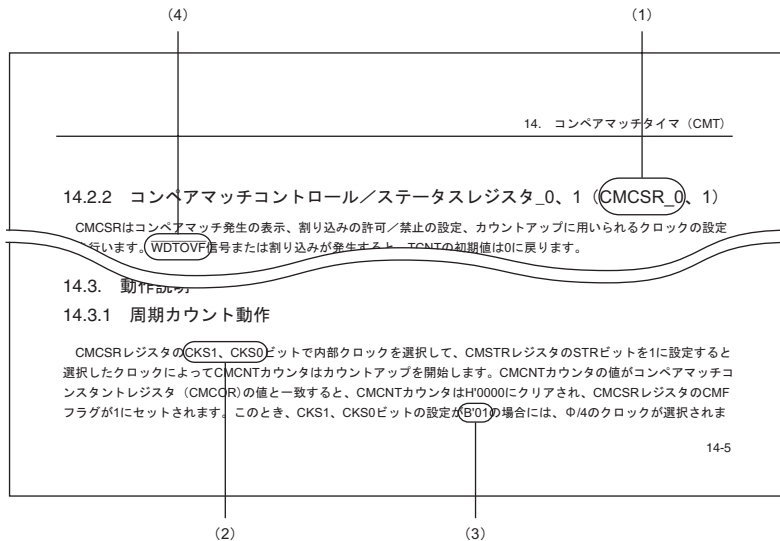 (4)
(1)
14. コンペアマッチタイマ（CMT）
14.2.2 コンペアマッチコントロール／ステータスレジスタ_0、1（CMCSR_0、1）
CMCSRはコンペアマッチ発生の表示、割り込みの許可／禁止の設定、カウントアップに用いられるクロックの設定
行います。WDTOVF信号または割り込みが発生すると、TCNTの初期値は0に戻ります。
14.3. 動作説明
14.3.1 周期カウント動作
CMCSRレジスタのCKS1、CKS0ビットで内部クロックを選択して、CMSTRレジスタのSTRビットを1に設定すると
選択したクロックによってCMCNTカウンタはカウントアップを開始します。CMCNTカウンタの値がコンペアマッチコ
ンスタントレジスタ（CMCOR)の値と一致すると、CMCNTカウンタはH'0000にクリアされ、CMCSRレジスタのCMF
フラグが1にセットされます。このとき、CKS1、CKS0ビットの設定がB'01の場合には、Φ/4のクロックが選択されま
14-5
(2)
(3)